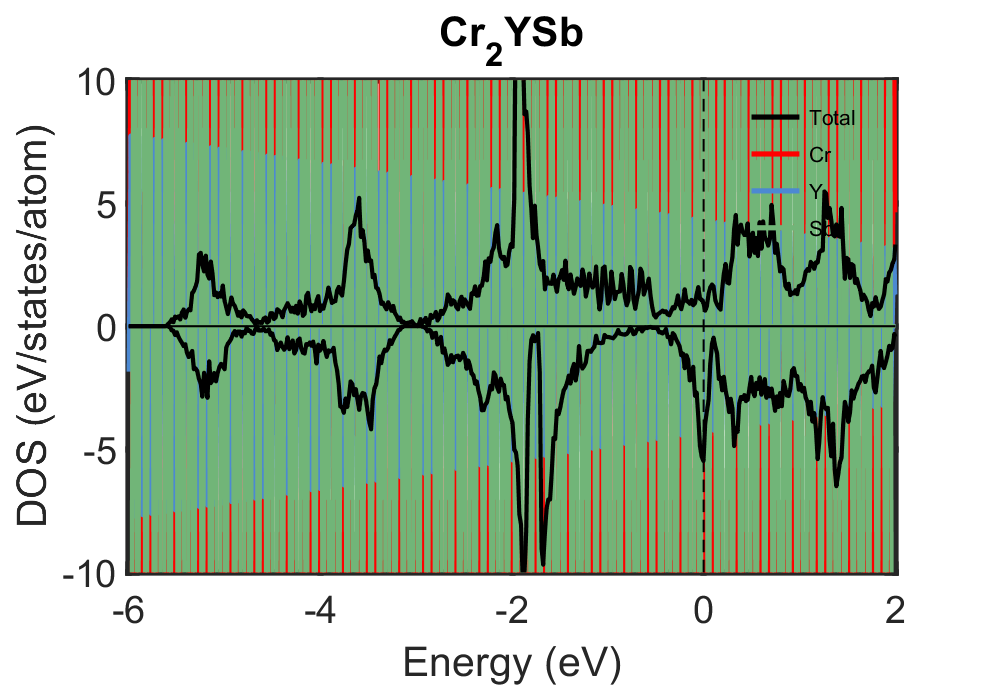 Cr2YSb
DOS (eV/states/atom)
10
5
0
-5
-10
-6
-4
-2
0
2
Energy (eV)
Total
Cr
Y
Sb